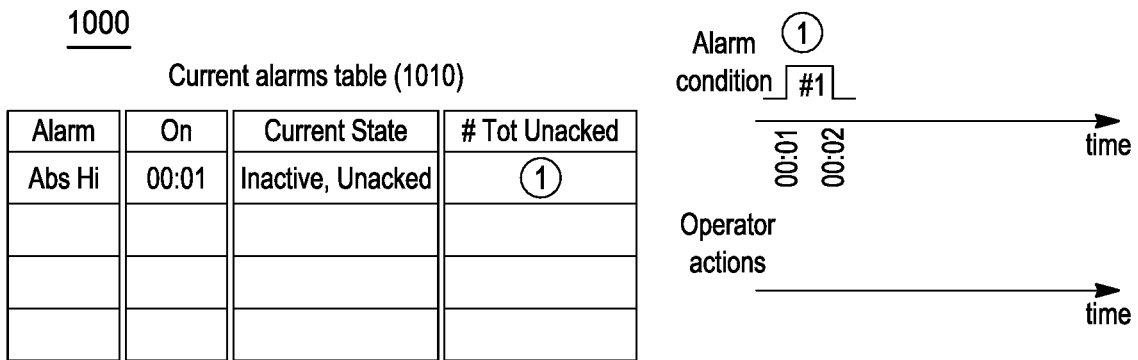 1000
Current alarms table (1010)
Alarm On Current State # Tot Unacked
Abs Hi 00:01 Inactive, Unacked 1
Alarm 1
condition #1
time
00:01 00:02
Operator
actions
time